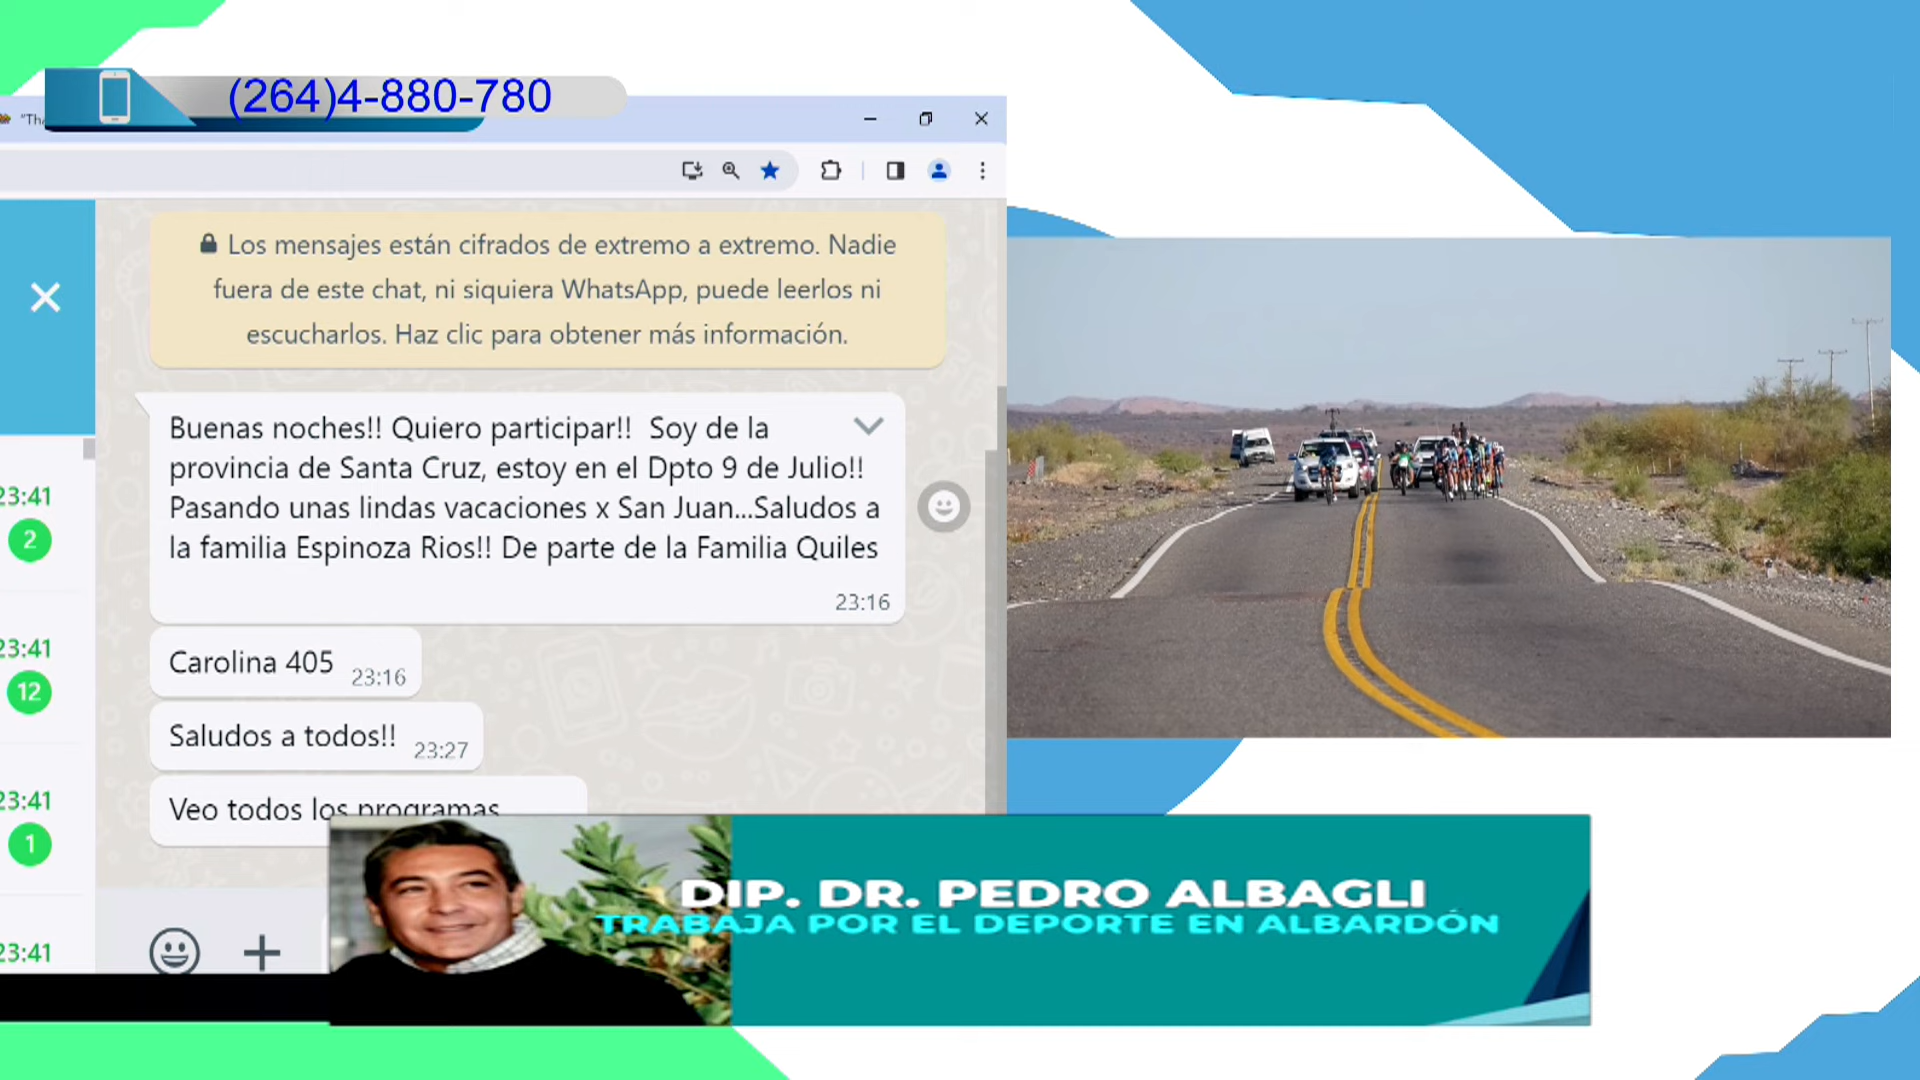 (264)4-880-780
"Tha
Los mensajes están cifrados de extremo a extremo. Nadie
fuera de este chat, ni siquiera WhatsApp, puede leerlos ni
escucharlos. Haz clic para obtener más información.
Buenas noches!! Quiero participar!!  Soy de la
provincia de Santa Cruz, estoy en el Dpto 9 de Julio!!
Pasando unas lindas vacaciones x San Juan...Saludos a
la familia Espinoza Rios!! De parte de la Familia Quiles
23:16
Carolina 405 23:16
Saludos a todos!! 23:27
Veo todos los programas
23:41
2
23:41
12
23:41
1
23:41
DIP. DR. PEDRO ALBAGLI
TRABAJA POR EL DEPORTE EN ALBARDÓN